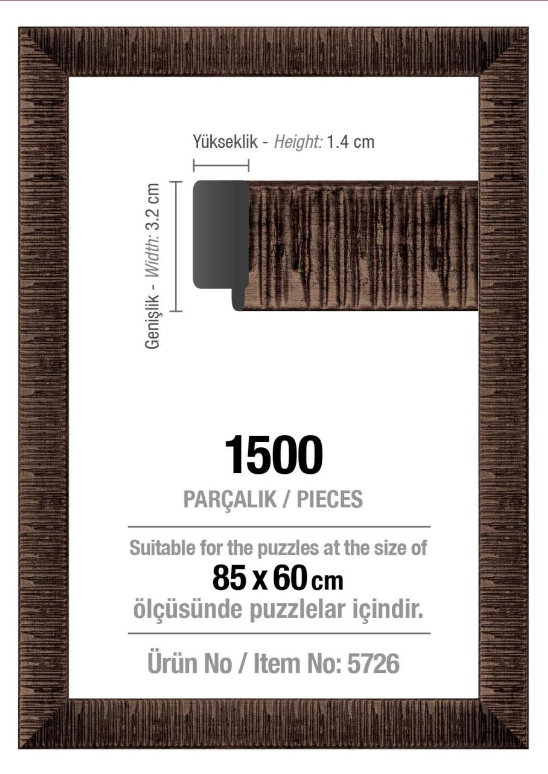 Yükseklik - Height: 1.4 cm
Genişlik - Width: 3.2 cm
1500
PARÇALIK / PIECES
Suitable for the puzzles at the size of
85 x 60 cm
ölçüsünde puzzlelar içindir.
Ürün No / Item No: 5726